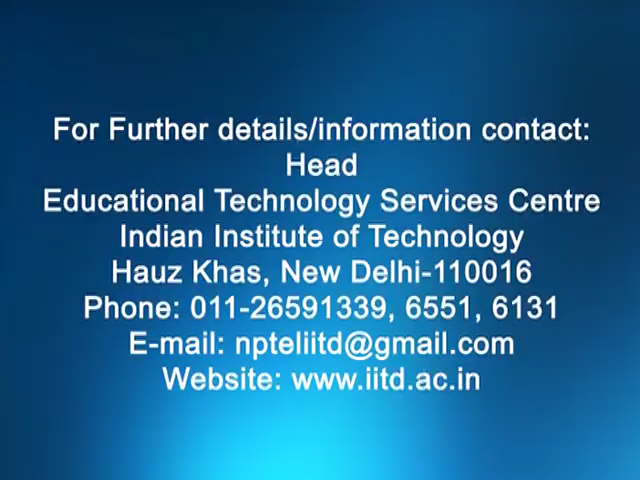 For Further details/information contact:
Head
Educational Technology Services Centre
Indian Institute of Technology
Hauz Khas, New Delhi-110016
Phone: 011-26591339, 6551, 6131
E-mail: npteliitd@gmail.com
Website: www.iitd.ac.in